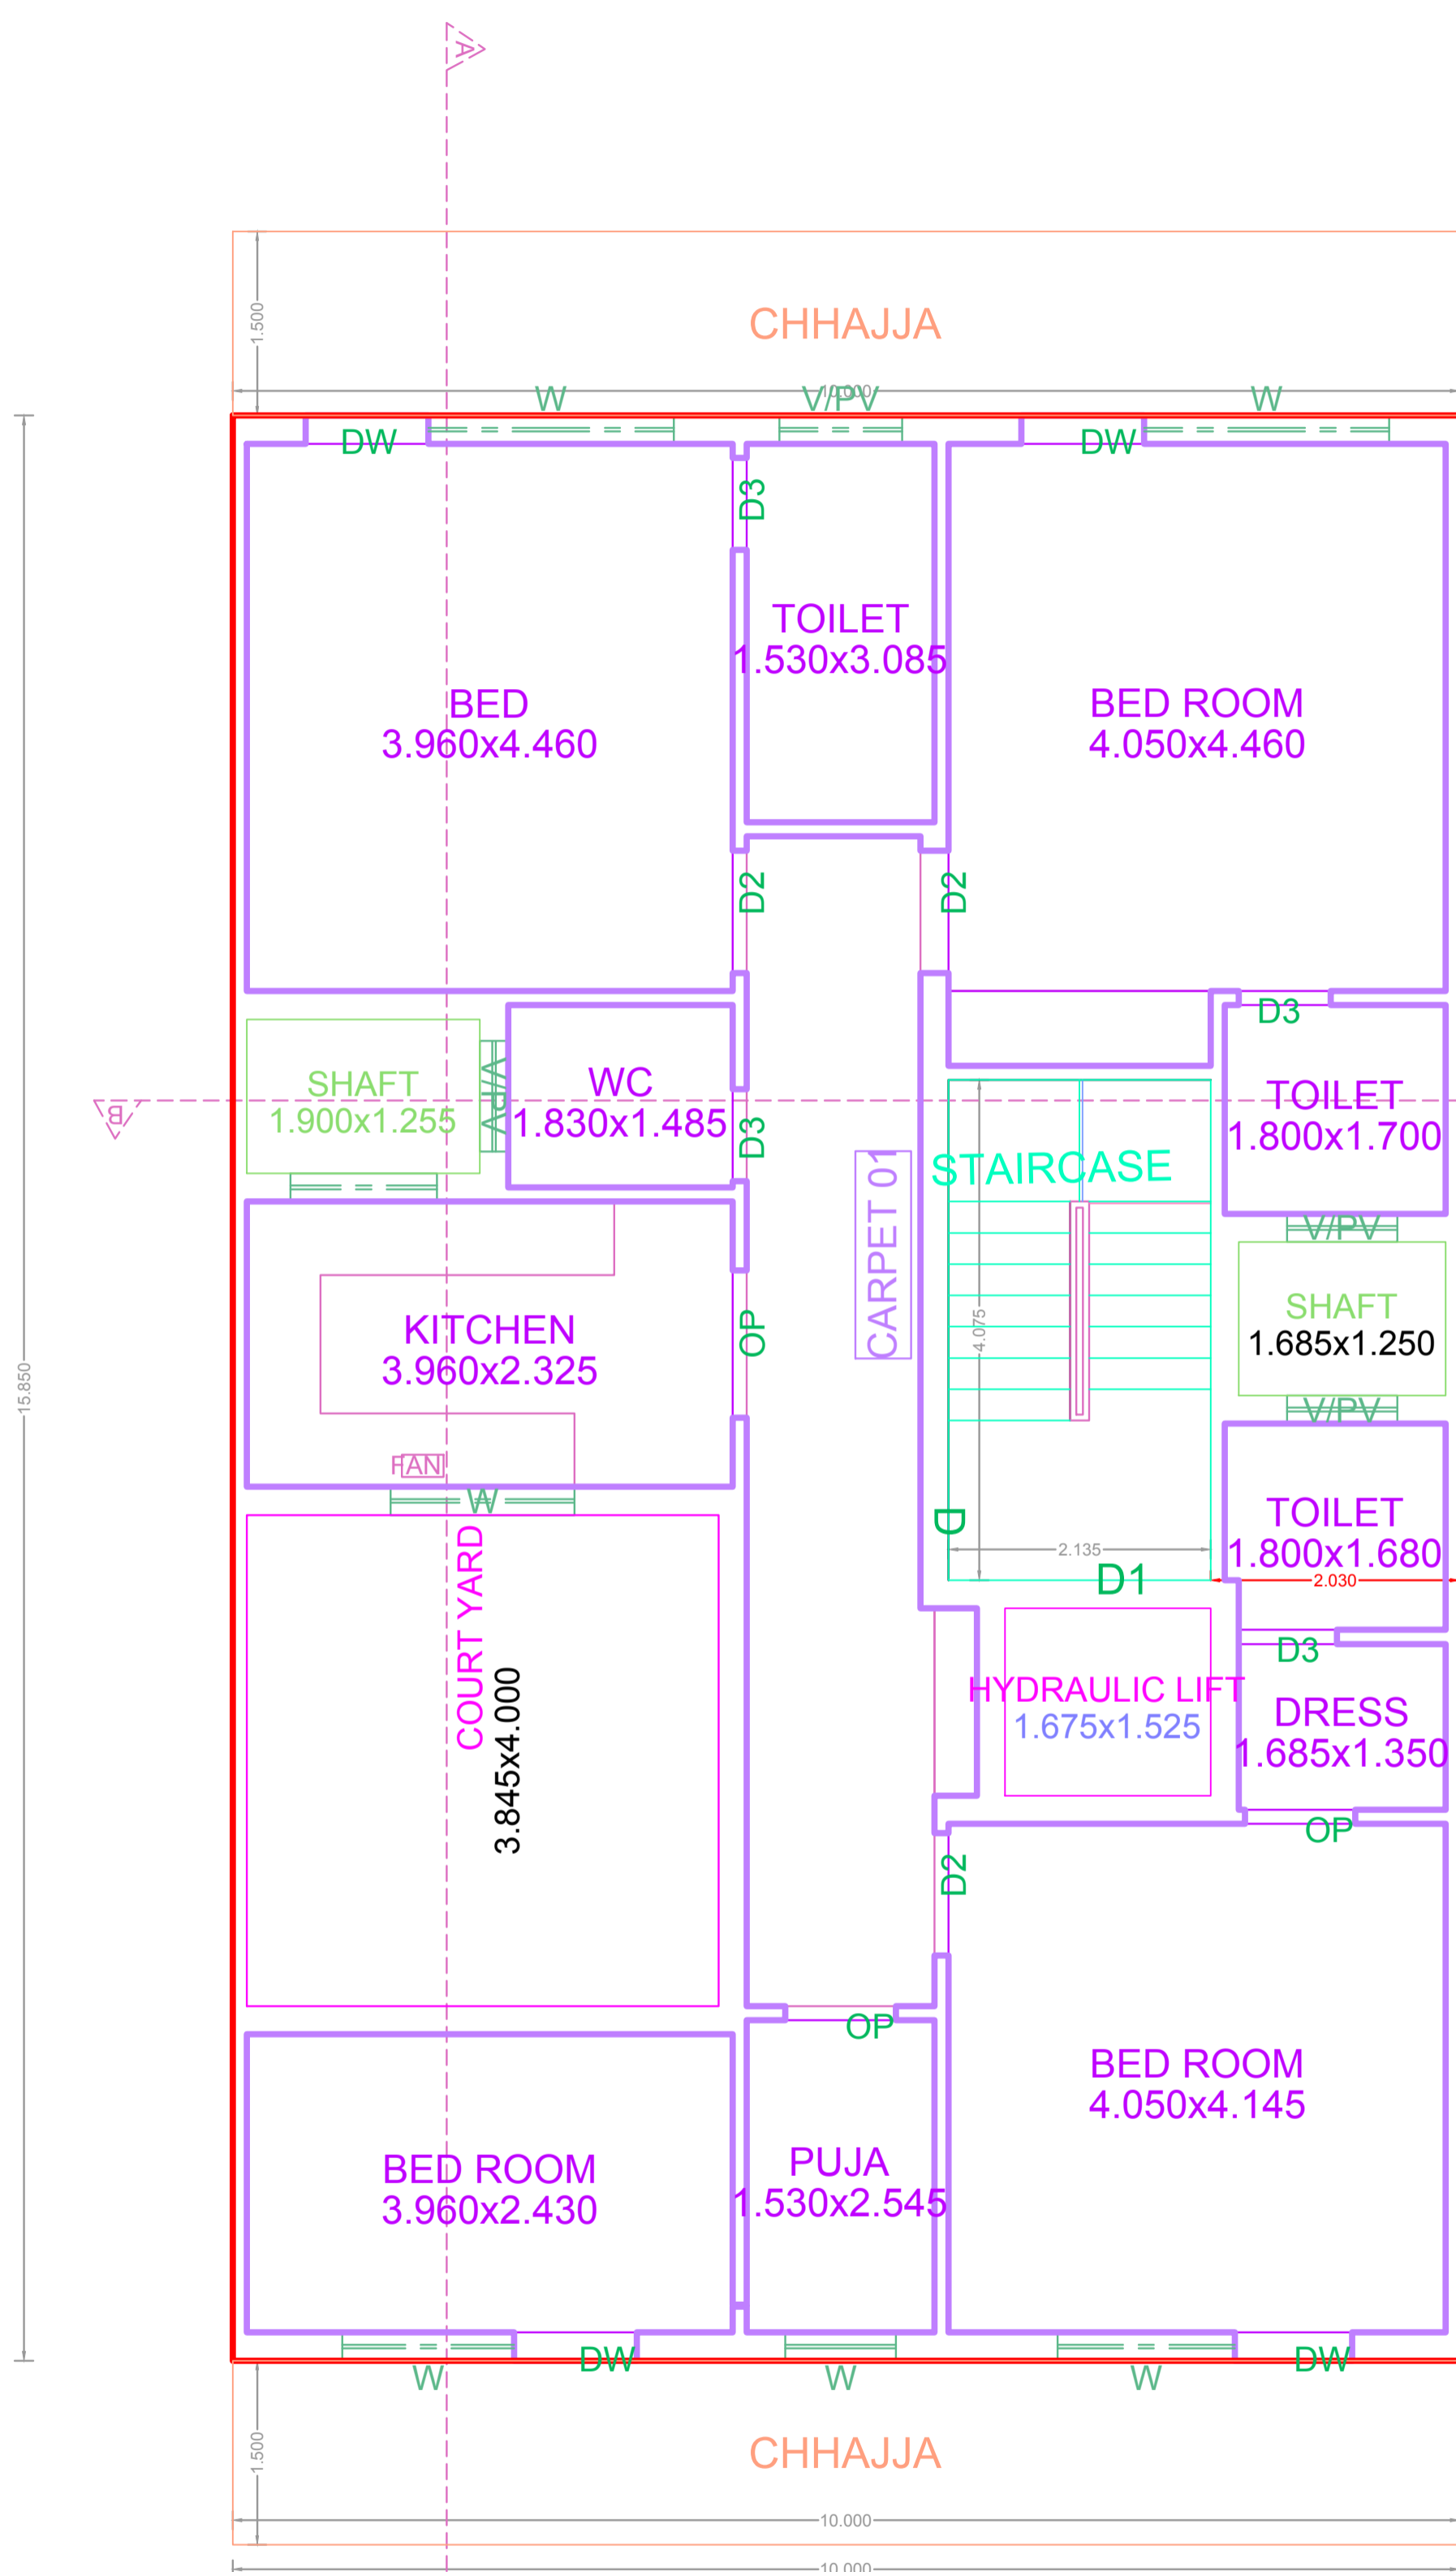 A
1.500
CHHAJJA
10.000
W
V/PV
W
DW
DW
D3
TOILET
1.530x3.085
BED
3.960x4.460
BED ROOM
4.050x4.460
D2
D2
D3
SHAFT
1.900x1.255
WC
1.830x1.485
D3
TOILET
1.800x1.700
B
STAIRCASE
CARPET 01
V/PV
SHAFT
1.685x1.250
KITCHEN
3.960x2.325
OP
4.075
15.850
V/PV
FAN
W
D
TOILET
1.800x1.680
2.135
D1
2.030
COURT YARD
3.845x4.000
D3
HYDRAULIC LIFT
1.675x1.525
DRESS
1.685x1.350
OP
D2
OP
BED ROOM
4.050x4.145
BED ROOM
3.960x2.430
PUJA
1.530x2.545
DW
DW
W
W
W
1.500
CHHAJJA
10.000
10.000